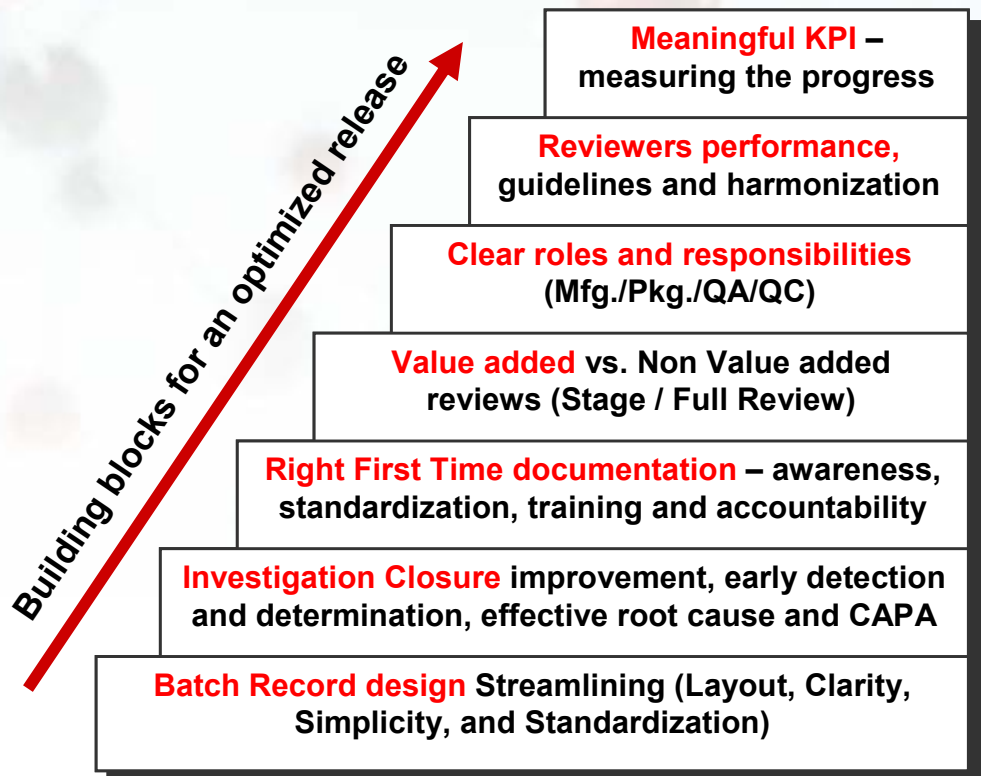 Building blocks for an optimized release
Meaningful KPI –
measuring the progress
Reviewers performance,
guidelines and harmonization
Clear roles and responsibilities
(Mfg./Pkg./QA/QC)
Value added vs. Non Value added
reviews (Stage / Full Review)
Right First Time documentation – awareness,
standardization, training and accountability
Investigation Closure improvement, early detection
and determination, effective root cause and CAPA
Batch Record design Streamlining (Layout, Clarity,
Simplicity, and Standardization)